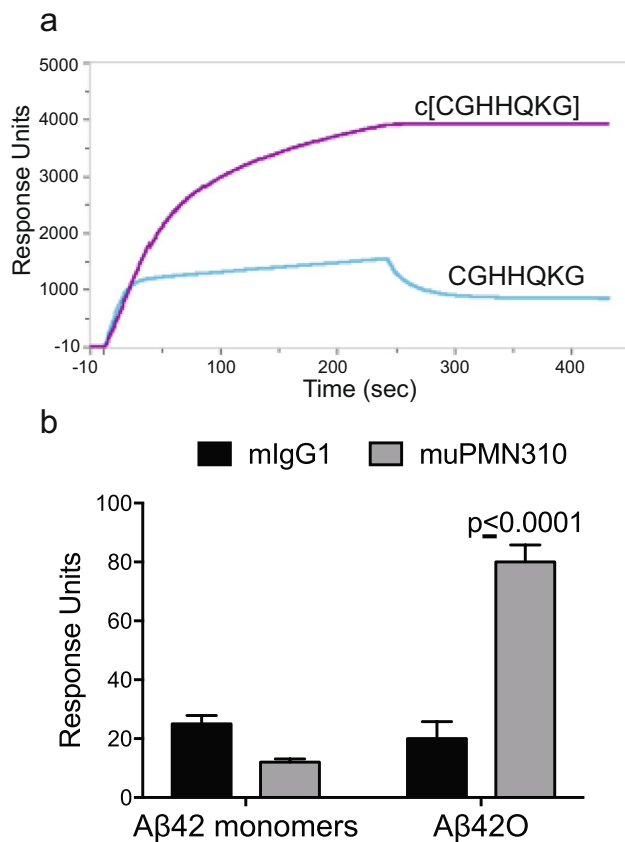 a
5000
4000
3000
2000
1000
-10
Response Units
c[CGHHQKG]
CGHHQKG
-10
100
200
300
400
Time (sec)
b
mIgG1
muPMN310
100
80
60
40
20
0
Response Units
p<0.0001
Aβ42 monomers
Aβ42O